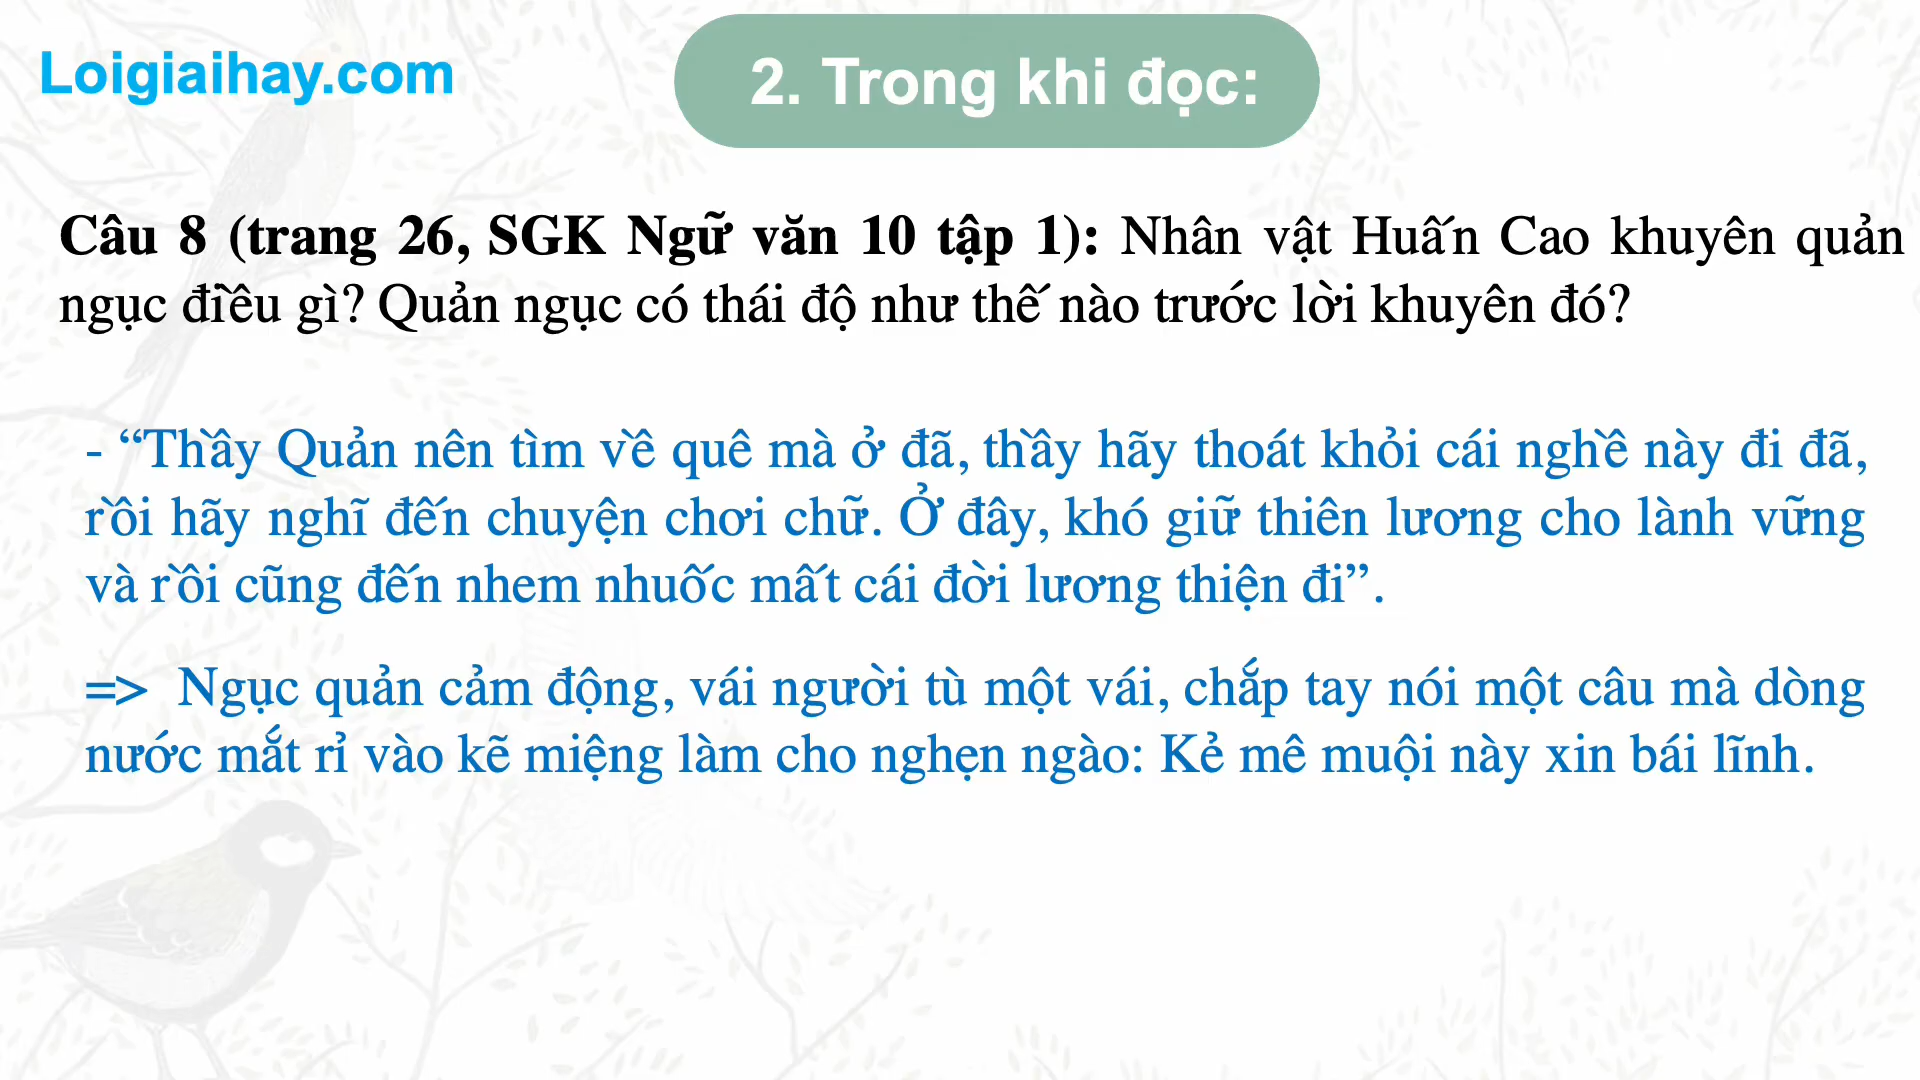 Loigiaihay.com
2. Trong khi đọc:
Câu 8 (trang 26, SGK Ngữ văn 10 tập 1): Nhân vật Huấn Cao khuyên quản
ngục điều gì? Quản ngục có thái độ như thế nào trước lời khuyên đó?
- “Thầy Quản nên tìm về quê mà ở đã, thầy hãy thoát khỏi cái nghề này đi đã,
rồi hãy nghĩ đến chuyện chơi chữ. Ở đây, khó giữ thiên lương cho lành vững
và rồi cũng đến nhem nhuốc mất cái đời lương thiện đi”.
=> Ngục quản cảm động, vái người tù một vái, chắp tay nói một câu mà dòng
nước mắt rỉ vào kẽ miệng làm cho nghẹn ngào: Kẻ mê muội này xin bái lĩnh.